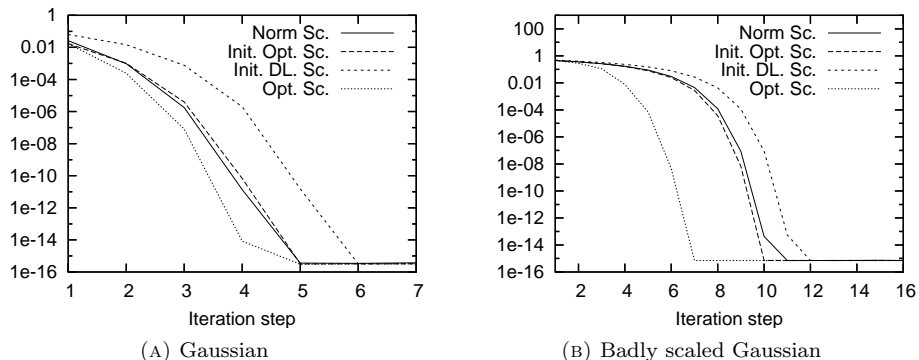 1
0.01
1e-04
1e-06
1e-08
1e-10
1e-12
1e-14
1e-16
1 2 3 4 5 6 7
Iteration step
Norm Sc.
Init. Opt. Sc.
Init. DL. Sc.
Opt. Sc.
(A) Gaussian
100
1
0.01
1e-04
1e-06
1e-08
1e-10
1e-12
1e-14
1e-16
2 4 6 8 10 12 14 16
Iteration step
Norm Sc.
Init. Opt. Sc.
Init. DL. Sc.
Opt. Sc.
(B) Badly scaled Gaussian